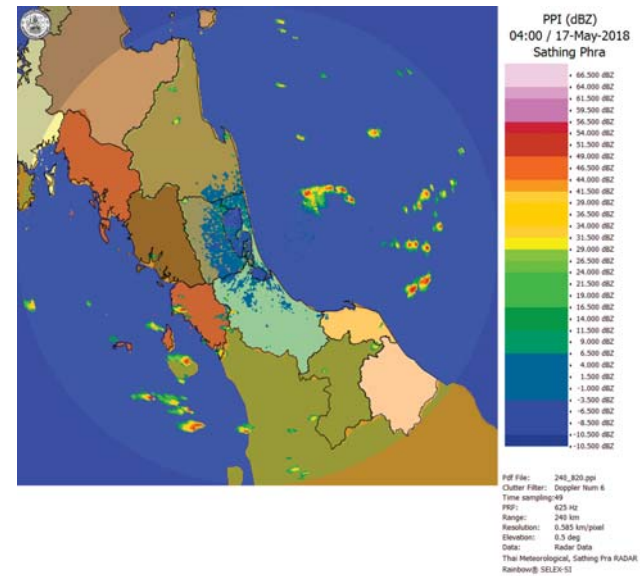 PPI (dBZ)
04:00 / 17-May-2018
Sathing Phra
66.500 dBZ
64.000 dBZ
61.500 dBZ
59.500 dBZ
56.500 dBZ
54.000 dBZ
51.500 dBZ
49.000 dBZ
46.500 dBZ
44.000 dBZ
41.500 dBZ
39.000 dBZ
36.500 dBZ
34.000 dBZ
31.500 dBZ
29.000 dBZ
26.500 dBZ
24.000 dBZ
21.500 dBZ
19.000 dBZ
16.500 dBZ
14.000 dBZ
11.500 dBZ
9.000 dBZ
6.500 dBZ
4.000 dBZ
1.500 dBZ
-1.000 dBZ
-3.500 dBZ
-6.500 dBZ
-8.500 dBZ
-10.500 dBZ
-10.500 dBZ
Pdf File: 240_820.ppi
Clutter Filter: Doppler Num 6
Time sampling:49
PRF: 625 Hz
Range: 240 km
Resolution: 0.585 km/pixel
Elevation: 0.5 deg
Data: Radar Data
Thai Meteorological, Sathing Pra RADAR
Rainbow® SELEX-SI